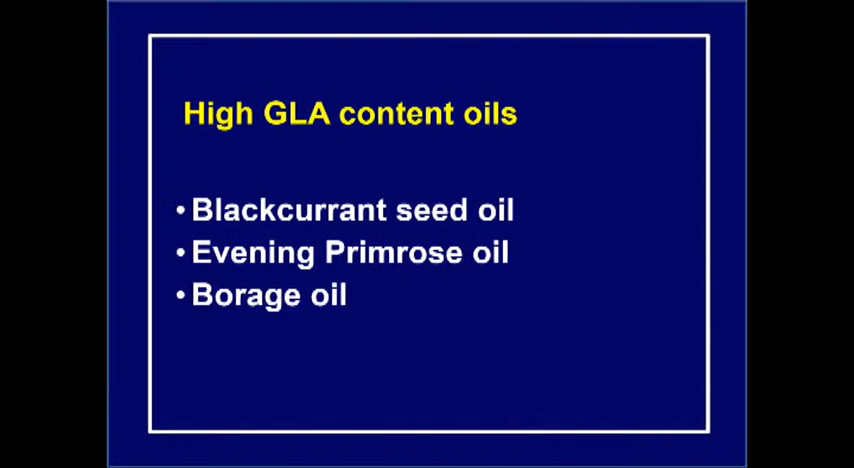 High GLA content oils
• Blackcurrant seed oil
• Evening Primrose oil
• Borage oil